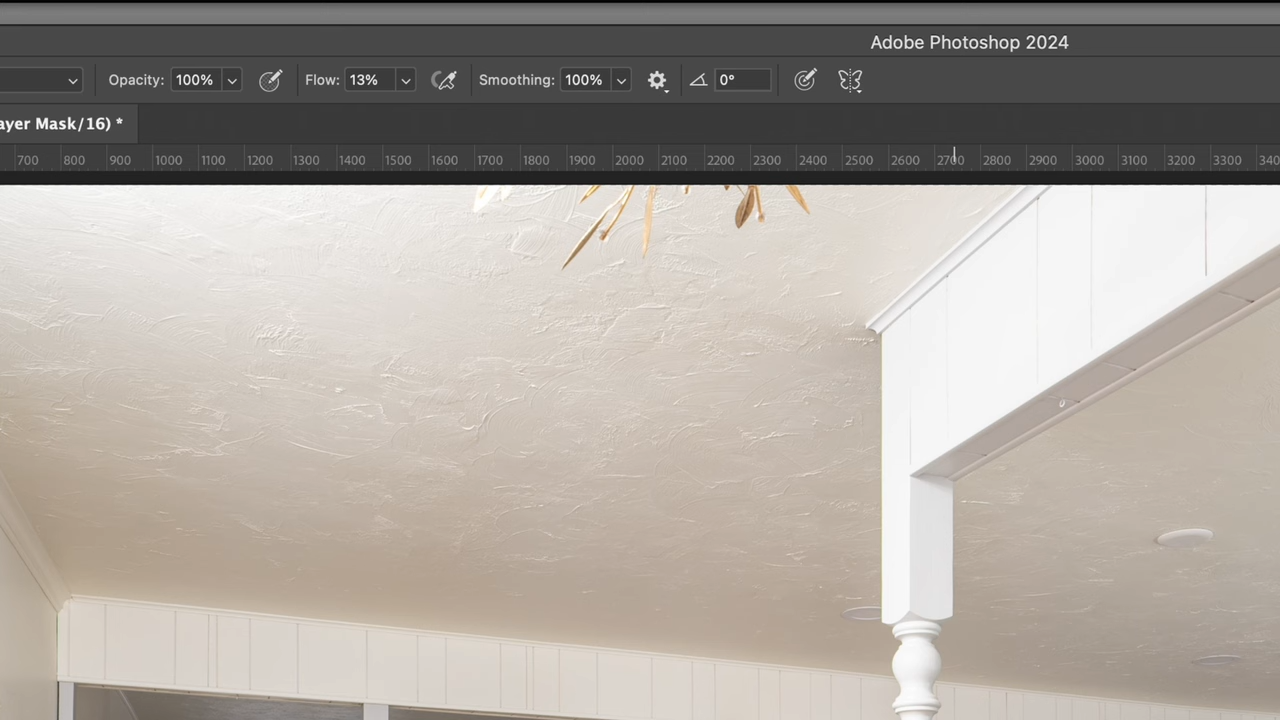 Adobe Photoshop 2024
Opacity: 100% Flow: 13% Smoothing: 100% 0°
ayer Mask/16) *
700 800 900 1000 1100 1200 1300 1400 1500 1600 1700 1800 1900 2000 2100 2200 2300 2400 2500 2600 2700 2800 2900 3000 3100 3200 3300 340